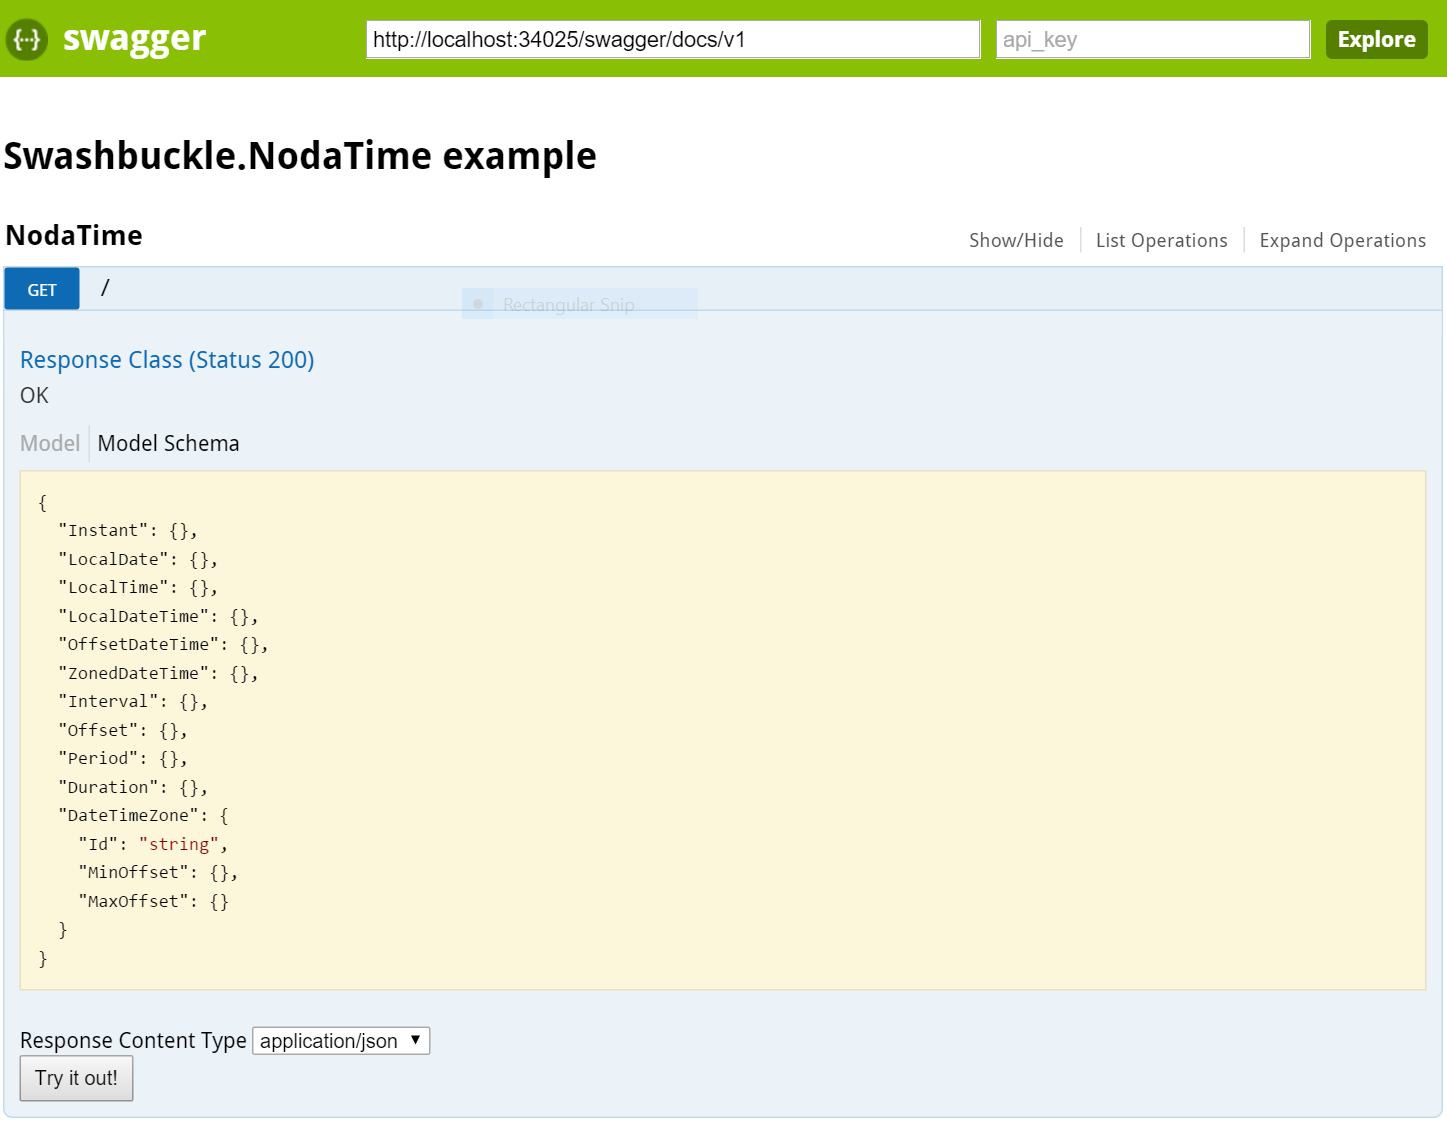 {···} swagger http://localhost:34025/swagger/docs/v1 api_key Explore
Swashbuckle.NodaTime example
NodaTime Show/Hide List Operations Expand Operations
GET /
Rectangular Snip
Response Class (Status 200)
OK
Model Model Schema
{
  "Instant": {},
  "LocalDate": {},
  "LocalTime": {},
  "LocalDateTime": {},
  "OffsetDateTime": {},
  "ZonedDateTime": {},
  "Interval": {},
  "Offset": {},
  "Period": {},
  "Duration": {},
  "DateTimeZone": {
    "Id": "string",
    "MinOffset": {},
    "MaxOffset": {}
  }
}
Response Content Type application/json
Try it out!